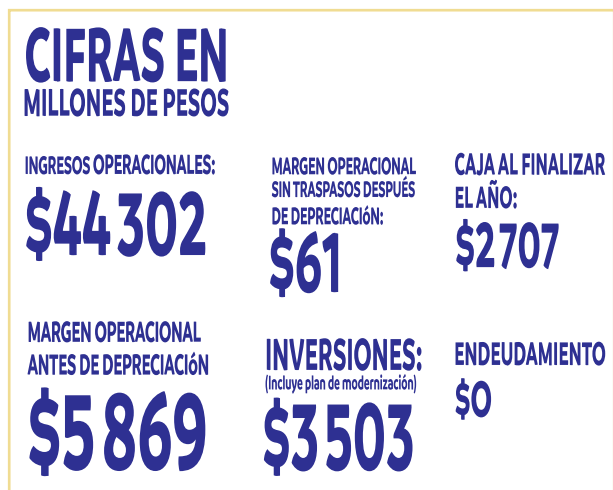 CIFRAS EN
MILLONES DE PESOS
INGRESOS OPERACIONALES:
$44 302
MARGEN OPERACIONAL
SIN TRASPASOS DESPUÉS
DE DEPRECIACIóN:
$61
CAJA AL FINALIZAR
EL AÑO:
$2 707
MARGEN OPERACIONAL
ANTES DE DEPRECIACIóN
$5 869
INVERSIONES:
(Incluye plan de modernización)
$3 503
ENDEUDAMIENTO
$0